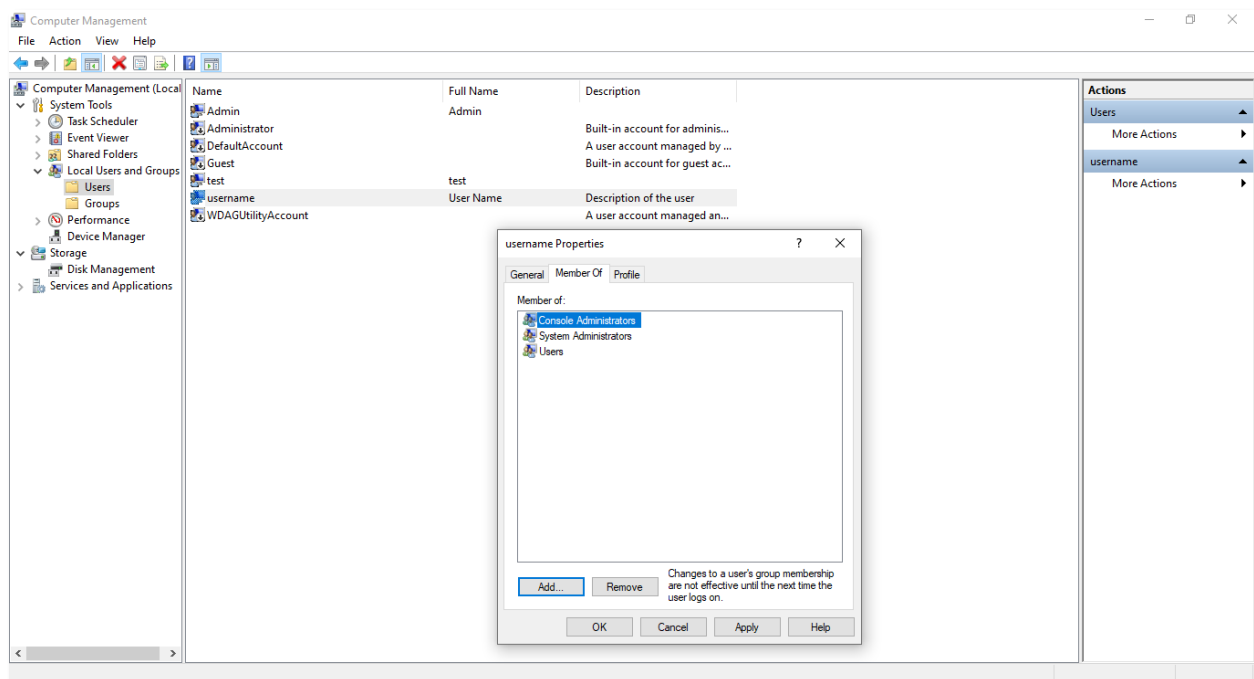 Computer Management
File Action View Help
Computer Management (Local
System Tools
Task Scheduler
Event Viewer
Shared Folders
Local Users and Groups
Users
Groups
Performance
Device Manager
Storage
Disk Management
Services and Applications
Name Full Name Description
Admin Admin
Administrator Built-in account for adminis...
DefaultAccount A user account managed by ...
Guest Built-in account for guest ac...
test test
username User Name Description of the user
WDAGUtilityAccount A user account managed an...
username Properties ?
General Member Of Profile
Member of:
Console Administrators
System Administrators
Users
Add... Remove
Changes to a user's group membership
are not effective until the next time the
user logs on.
OK Cancel Apply Help
Actions
Users
More Actions
username
More Actions